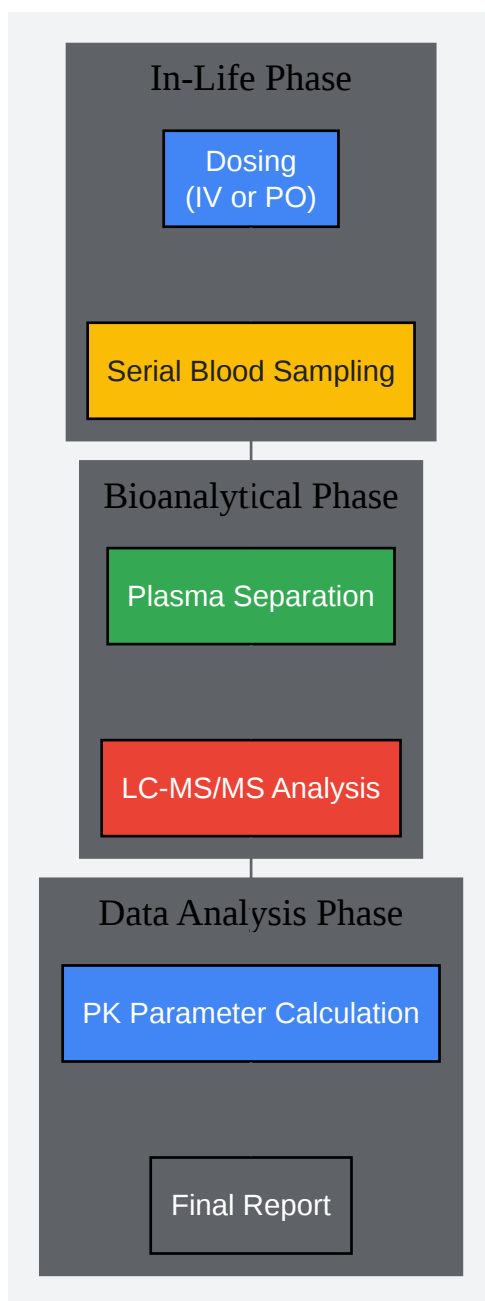 In-Life Phase
Dosing
(IV or PO)
Serial Blood Sampling
Bioanalytical Phase
Plasma Separation
LC-MS/MS Analysis
Data Analysis Phase
PK Parameter Calculation
Final Report